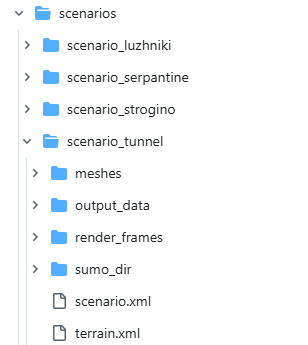 scenarios
scenario_luzhniki
scenario_serpantine
scenario_strogino
scenario_tunnel
meshes
output_data
render_frames
sumo_dir
scenario.xml
terrain.xml